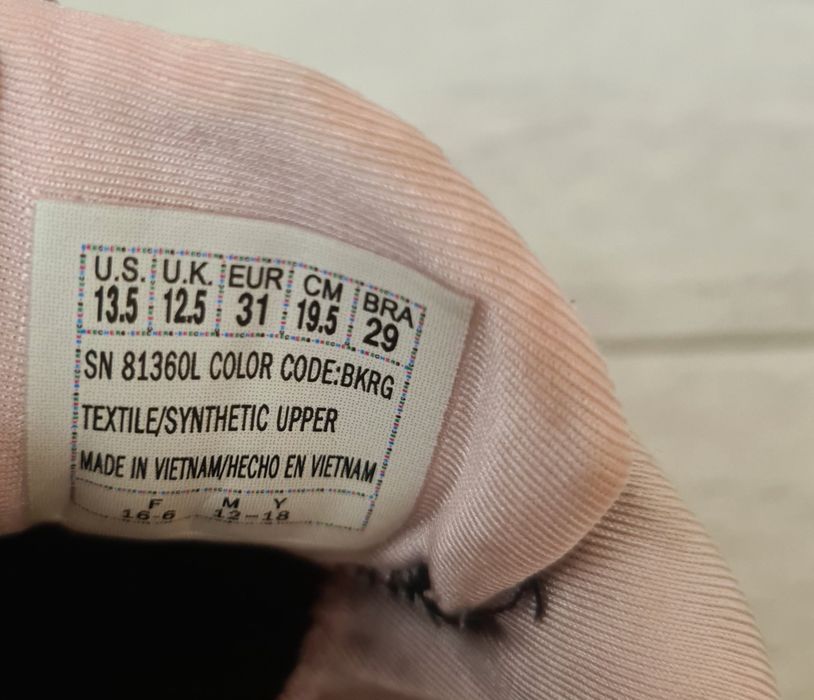 U.S. U.K. EUR CM BRA
13.5 12.5 31 19.5 29
SN 81360L COLOR CODE:BKRG
TEXTILE/SYNTHETIC UPPER
MADE IN VIETNAM/HECHO EN VIETNAM
F M Y
16-6 12-18